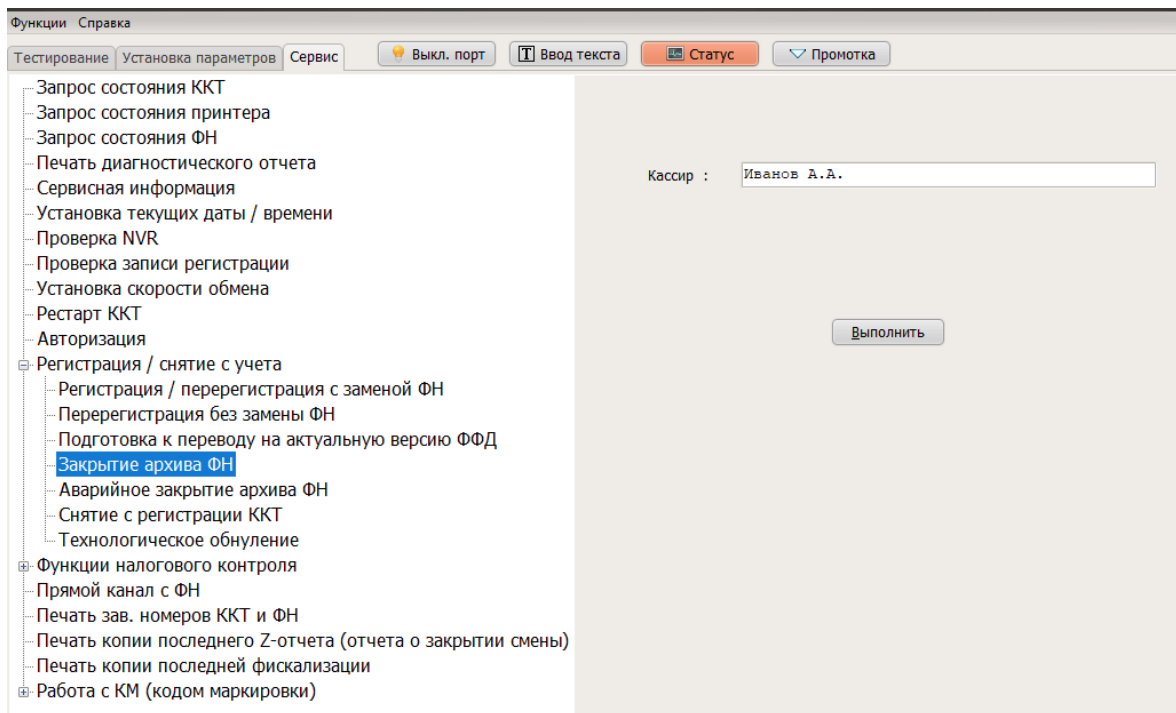 Функции Справка
Тестирование Установка параметров Сервис Выкл. порт Ввод текста Статус Промотка
Запрос состояния ККТ
Запрос состояния принтера
Запрос состояния ФН
Печать диагностического отчета
Кассир : Иванов А.А.
Сервисная информация
Установка текущих даты / времени
Проверка NVR
Проверка записи регистрации
Установка скорости обмена
Рестарт ККТ
Выполнить
Авторизация
Регистрация / снятие с учета
Регистрация / перерегистрация с заменой ФН
Перерегистрация без замены ФН
Подготовка к переводу на актуальную версию ФФД
Закрытие архива ФН
Аварийное закрытие архива ФН
Снятие с регистрации ККТ
Технологическое обнуление
Функции налогового контроля
Прямой канал с ФН
Печать зав. номеров ККТ и ФН
Печать копии последнего Z-отчета (отчета о закрытии смены)
Печать копии последней фискализации
Работа с КМ (кодом маркировки)